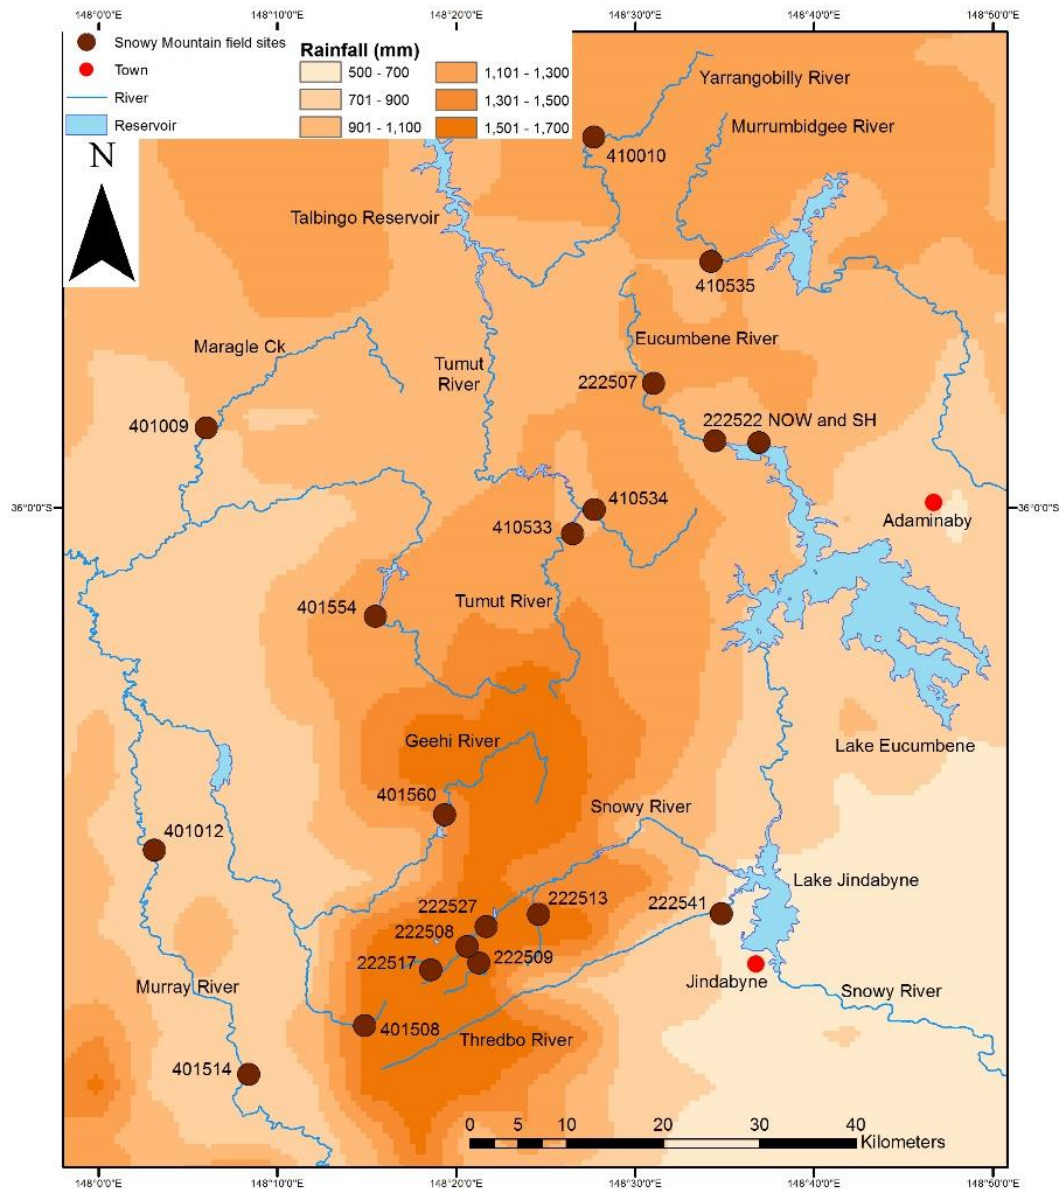 148°0'0"E
148°20'0"E
148°30'0"E
148°40'0"E
148°50'0"E
Snowy Mountain field sites
Town
River
Reservoir
Rainfall (mm)
500 - 700
701 - 900
901 - 1,100
1,101 - 1,300
1,301 - 1,500
1,501 - 1,700
N
Yarrangobilly River
Murrumbidgee River
410010
Talbingo Reservoir
410535
Eucumbene River
Maragle Ck
Tumut
River
222507
401009
222522 NOW and SH
36°0'0"S
36°0'0"S
410534
Adaminaby
410533
401554
Tumut River
Geehi River
Lake Eucumbene
401560
Snowy River
401012
Lake Jindabyne
222527
222513
222541
222508
222517
222509
Murray River
Jindabyne
Snowy River
401508
Thredbo River
401514
0 5 10 20 30 40
Kilometers
148°0'0"E
148°10'0"E
148°20'0"E
148°30'0"E
148°40'0"E
148°50'0"E